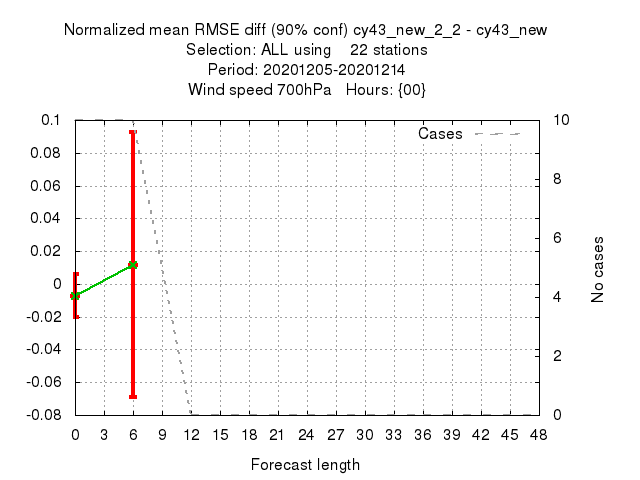 Normalized mean RMSE diff (90% conf) cy43_new_2_2 - cy43_new
Selection: ALL using 22 stations
Period: 20201205-20201214
Wind speed 700hPa Hours: {00}
Cases
0.1
0.08
0.06
0.04
0.02
0
-0.02
-0.04
-0.06
-0.08
10
8
6
4
2
0
No cases
0 3 6 9 12 15 18 21 24 27 30 33 36 39 42 45 48
Forecast length